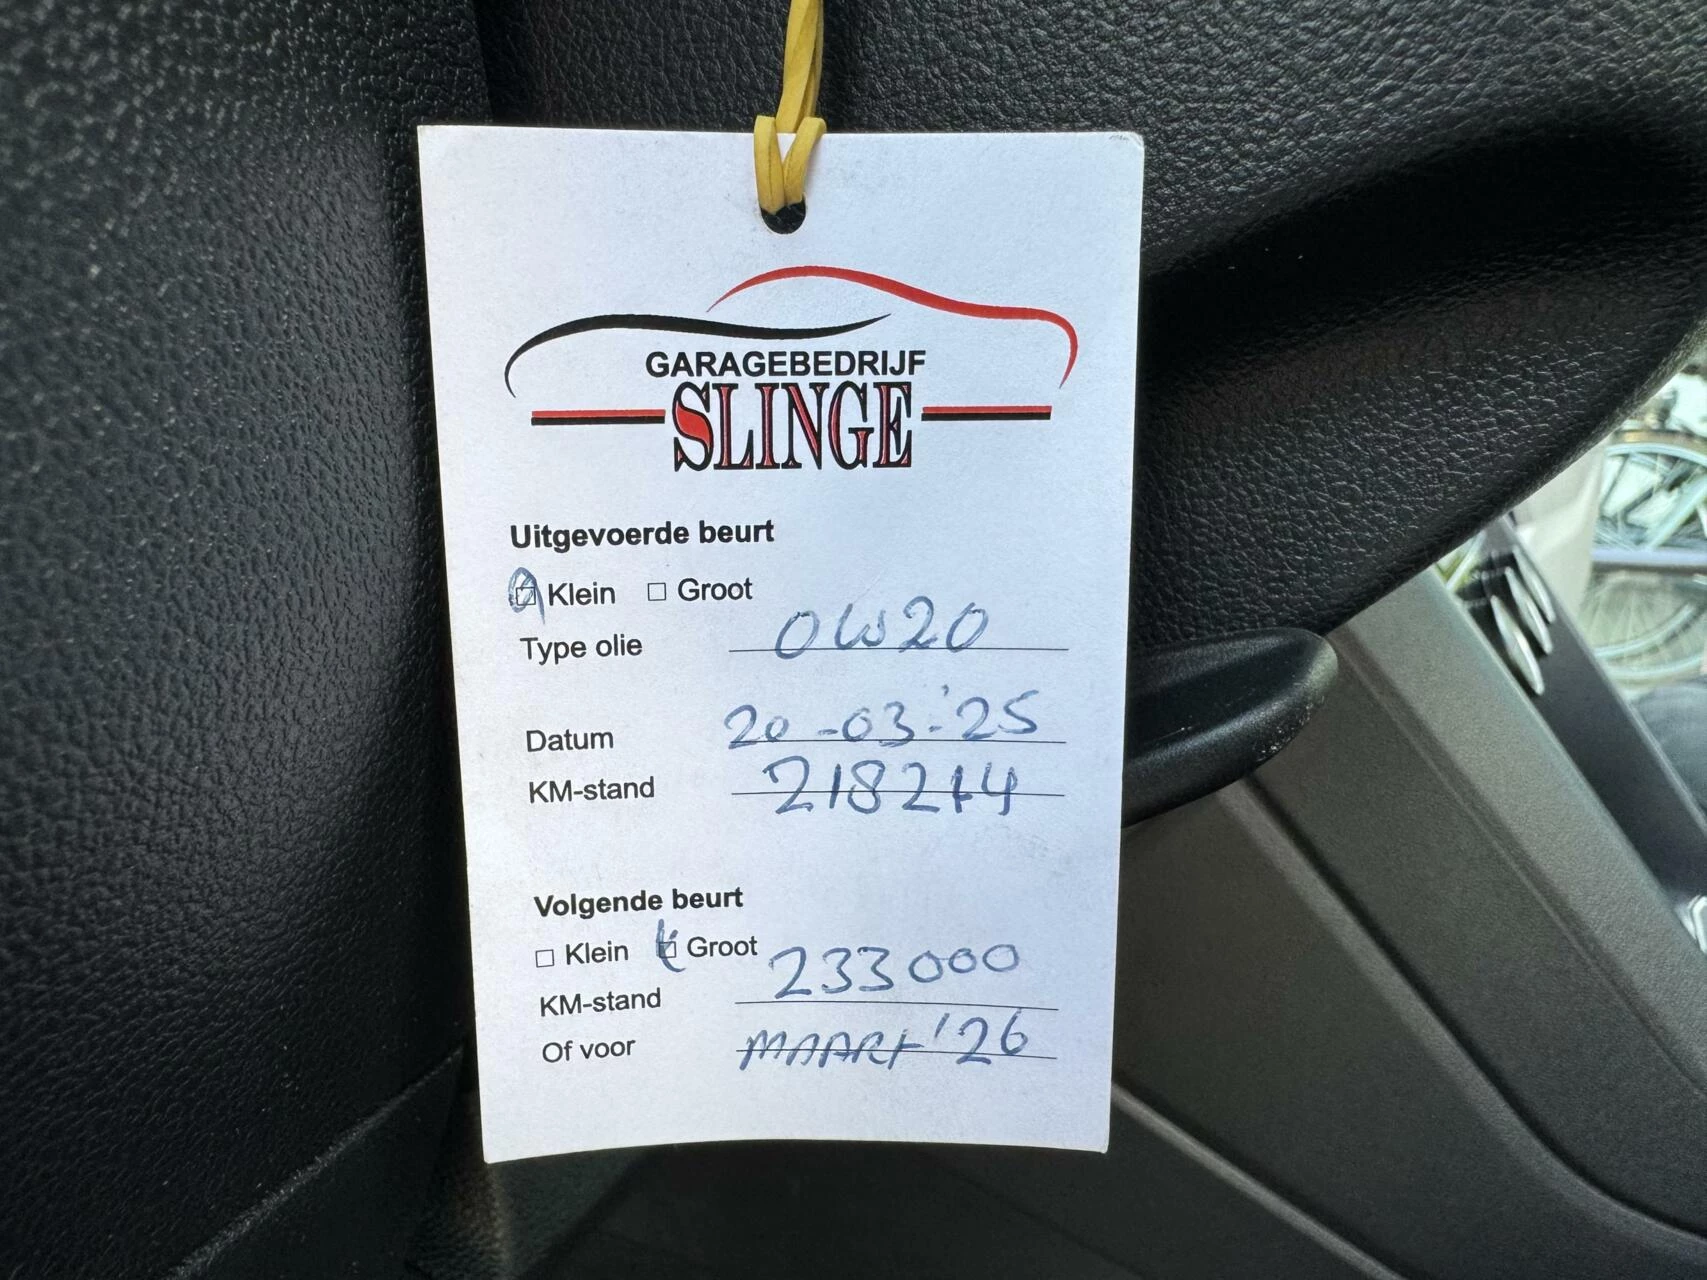 GARAGEBEDRIJF
SLINGE
Uitgevoerde beurt
Klein Groot
Type olie 0W20
Datum 20-03-'25
KM-stand 218214
Volgende beurt
Klein Groot
KM-stand 233000
Of voor MAART '26